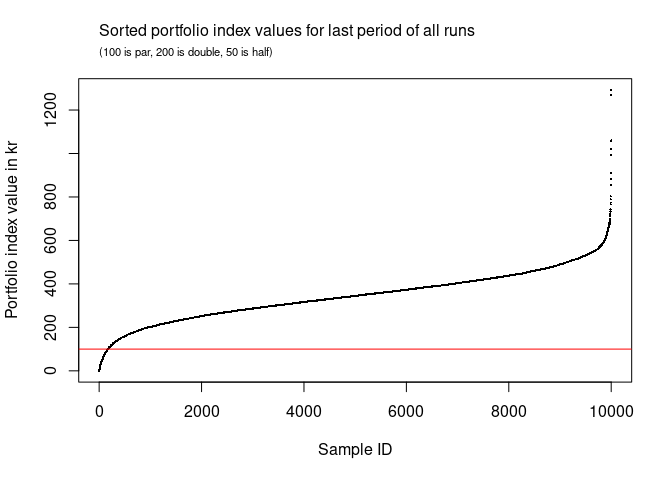 Sorted portfolio index values for last period of all runs
(100 is par, 200 is double, 50 is half)
Portfolio index value in kr
1200
800
600
400
200
0
0 2000 4000 6000 8000 10000
Sample ID